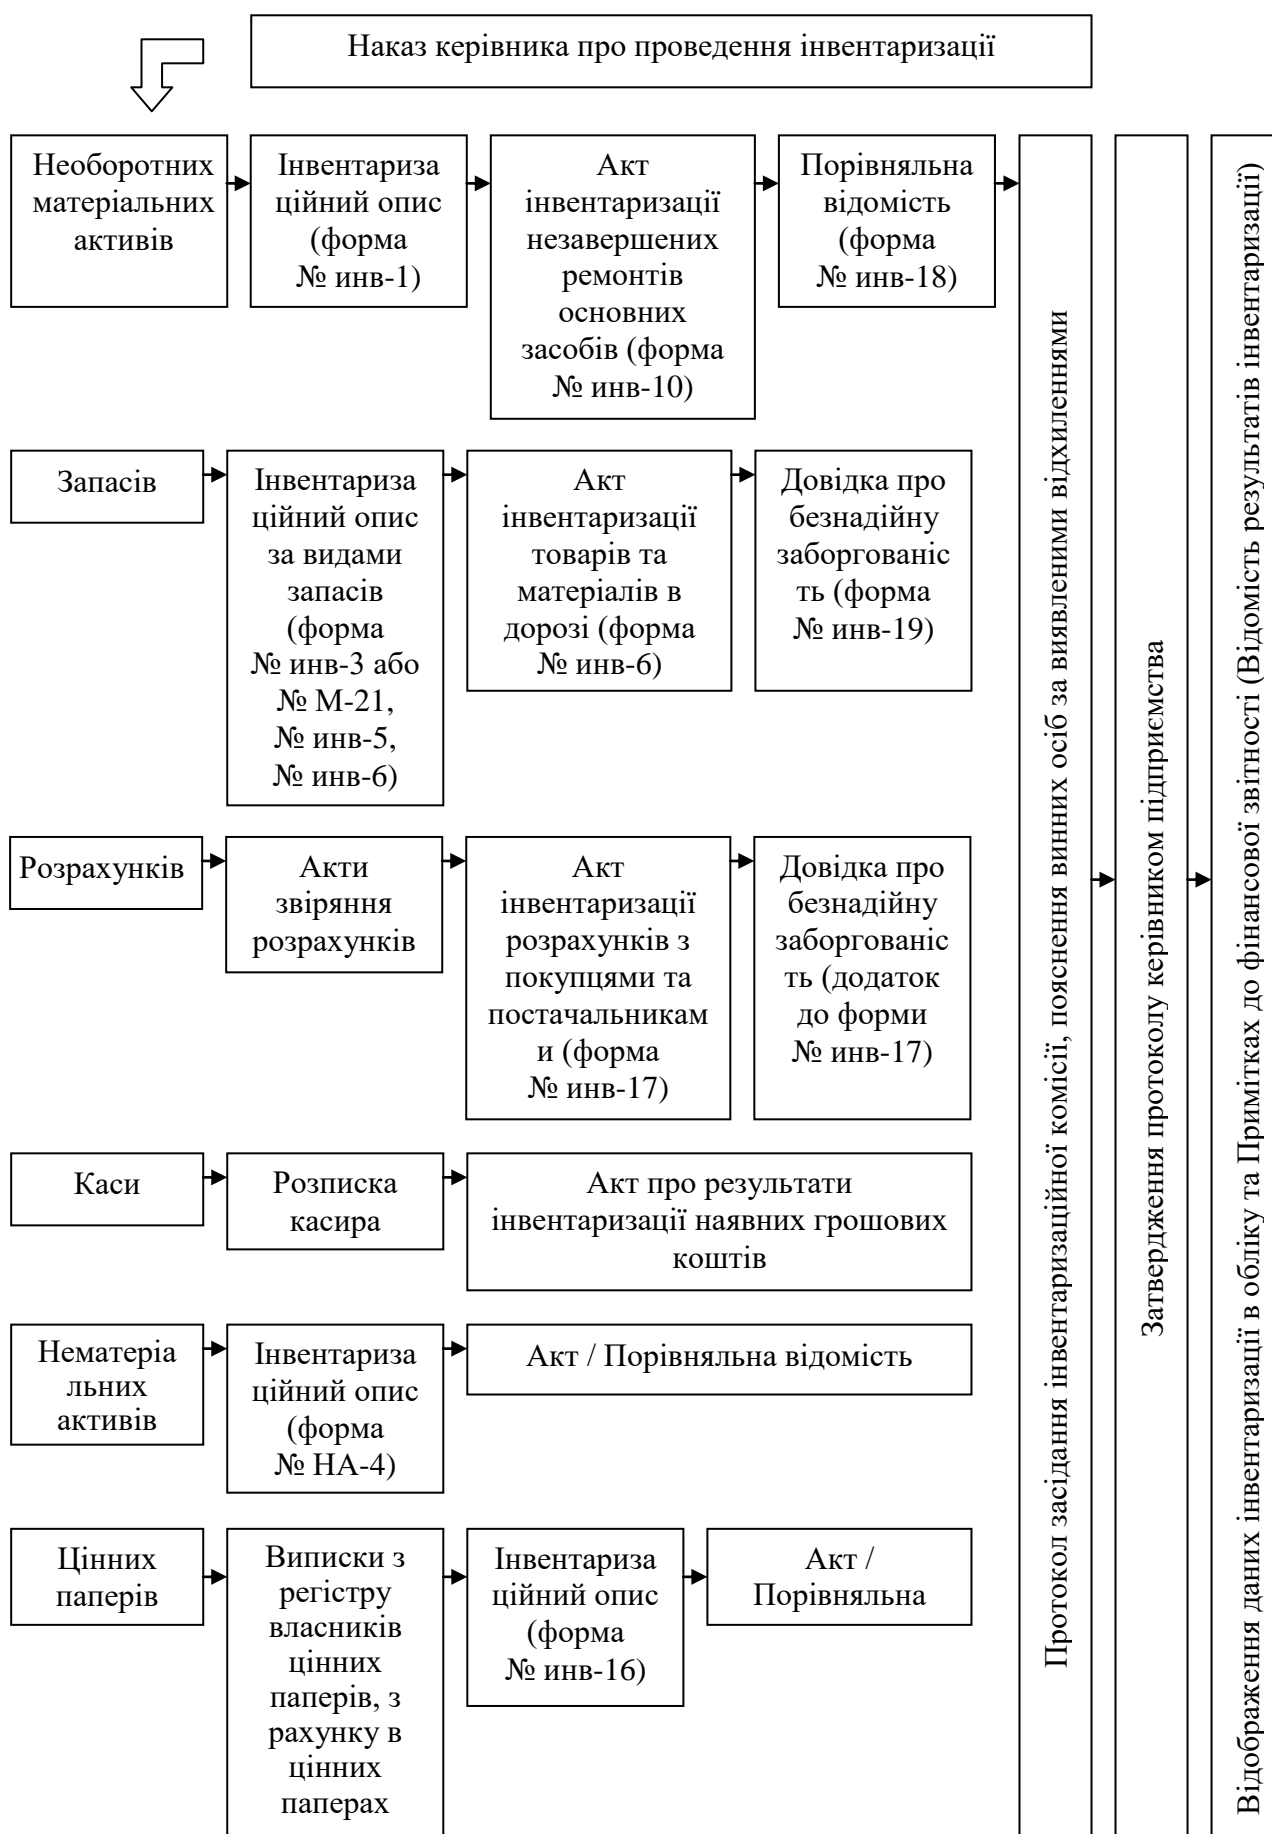 Наказ керівника про проведення інвентаризації
Необоротних
матеріальних
активів
Інвентариза
ційний опис
(форма
№ инв-1)
Акт
інвентаризації
незавершених
ремонтів
основних
засобів (форма
№ инв-10)
Порівняльна
відомість
(форма
№ инв-18)
Запасів
Інвентариза
ційний опис
за видами
запасів
(форма
№ инв-3 або
№ М-21,
№ инв-5,
№ инв-6)
Акт
інвентаризації
товарів та
матеріалів в
дорозі (форма
№ инв-6)
Довідка про
безнадійну
заборгованіс
ть (форма
№ инв-19)
Розрахунків
Акти
звіряння
розрахунків
Акт
інвентаризації
розрахунків з
покупцями та
постачальникам
и (форма
№ инв-17)
Довідка про
безнадійну
заборгованіс
ть (додаток
до форми
№ инв-17)
Каси
Розписка
касира
Акт про результати
інвентаризації наявних грошових
коштів
Нематеріа
льних
активів
Інвентариза
ційний опис
(форма
№ НА-4)
Акт / Порівняльна відомість
Цінних
паперів
Виписки з
регістру
власників
цінних
паперів, з
рахунку в
цінних
паперах
Інвентариза
ційний опис
(форма
№ инв-16)
Акт /
Порівняльна
Протокол засідання інвентаризаційної комісії, пояснення винних осіб за виявленими відхиленнями
Затвердження протоколу керівником підприємства
Відображення даних інвентаризації в обліку та Примітках до фінансової звітності (Відомість результатів інвентаризації)